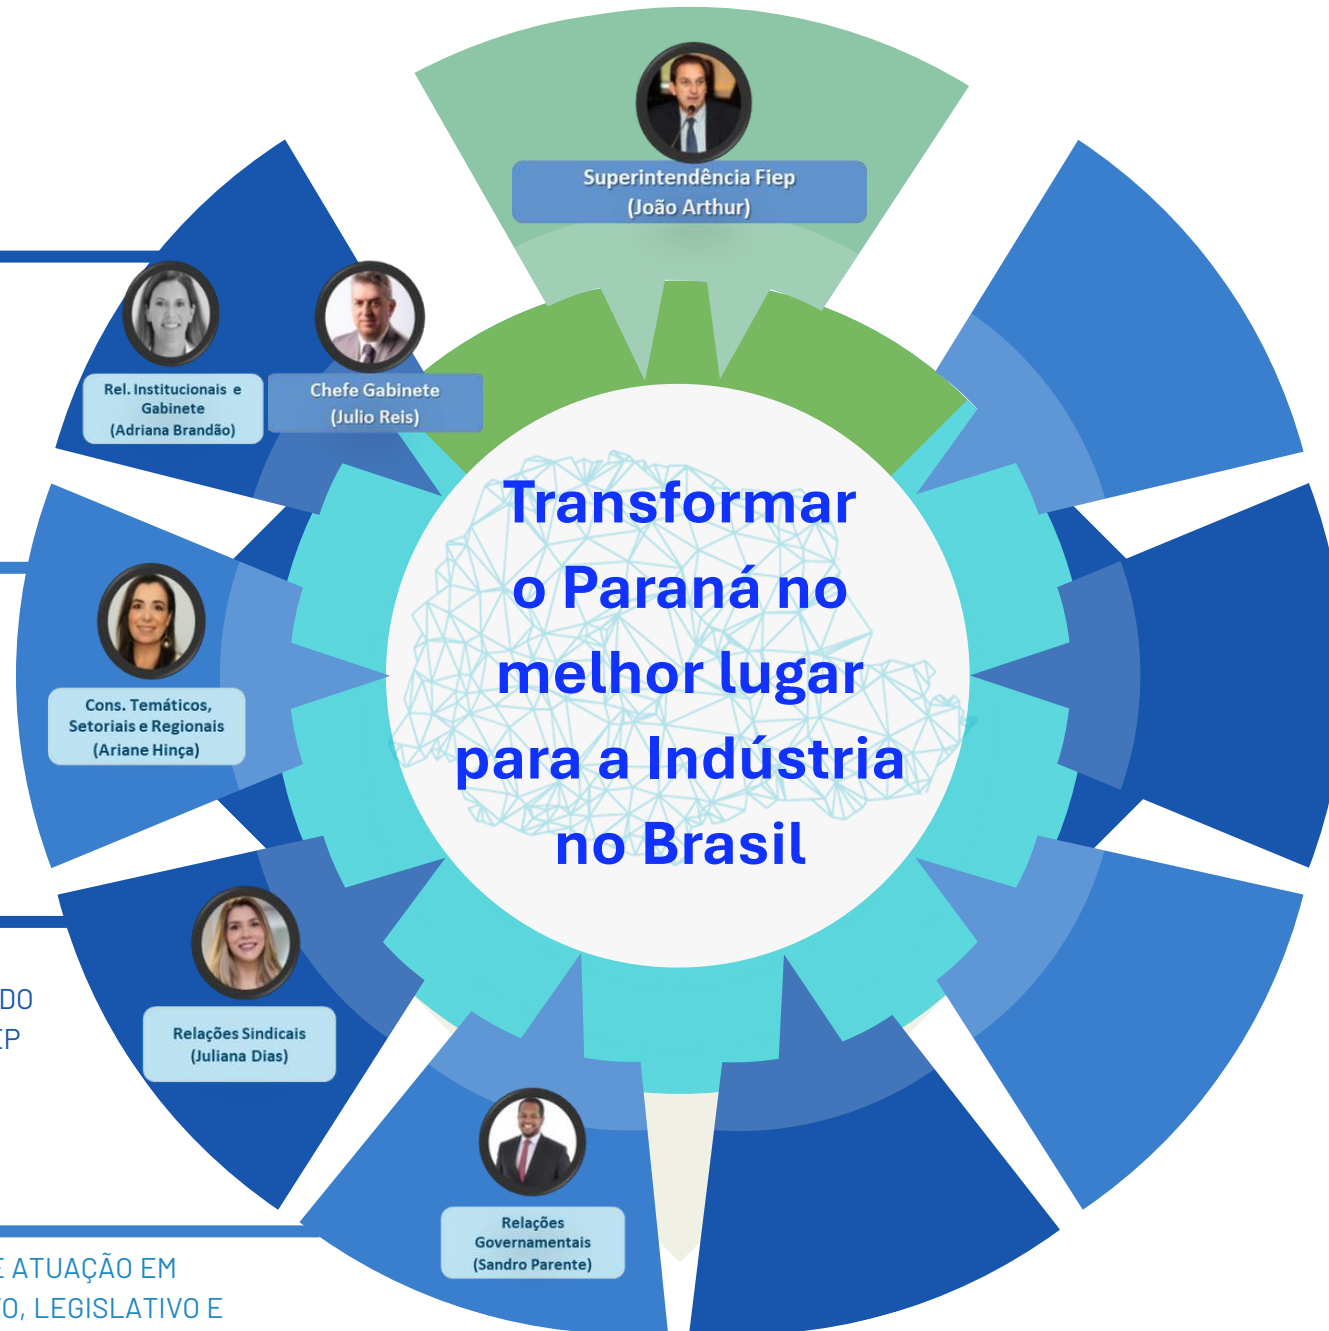 Superintendência Fiep
(João Arthur)
Rel. Institucionais e
Gabinete
(Adriana Brandão)
Chefe Gabinete
(Julio Reis)
Transformar
o Paraná no
melhor lugar
para a Indústria
no Brasil
Cons. Temáticos,
Setoriais e Regionais
(Ariane Hinça)
DO
EP
Relações Sindicais
(Juliana Dias)
Relações
Governamentais
(Sandro Parente)
E ATUAÇÃO EM
O, LEGISLATIVO E